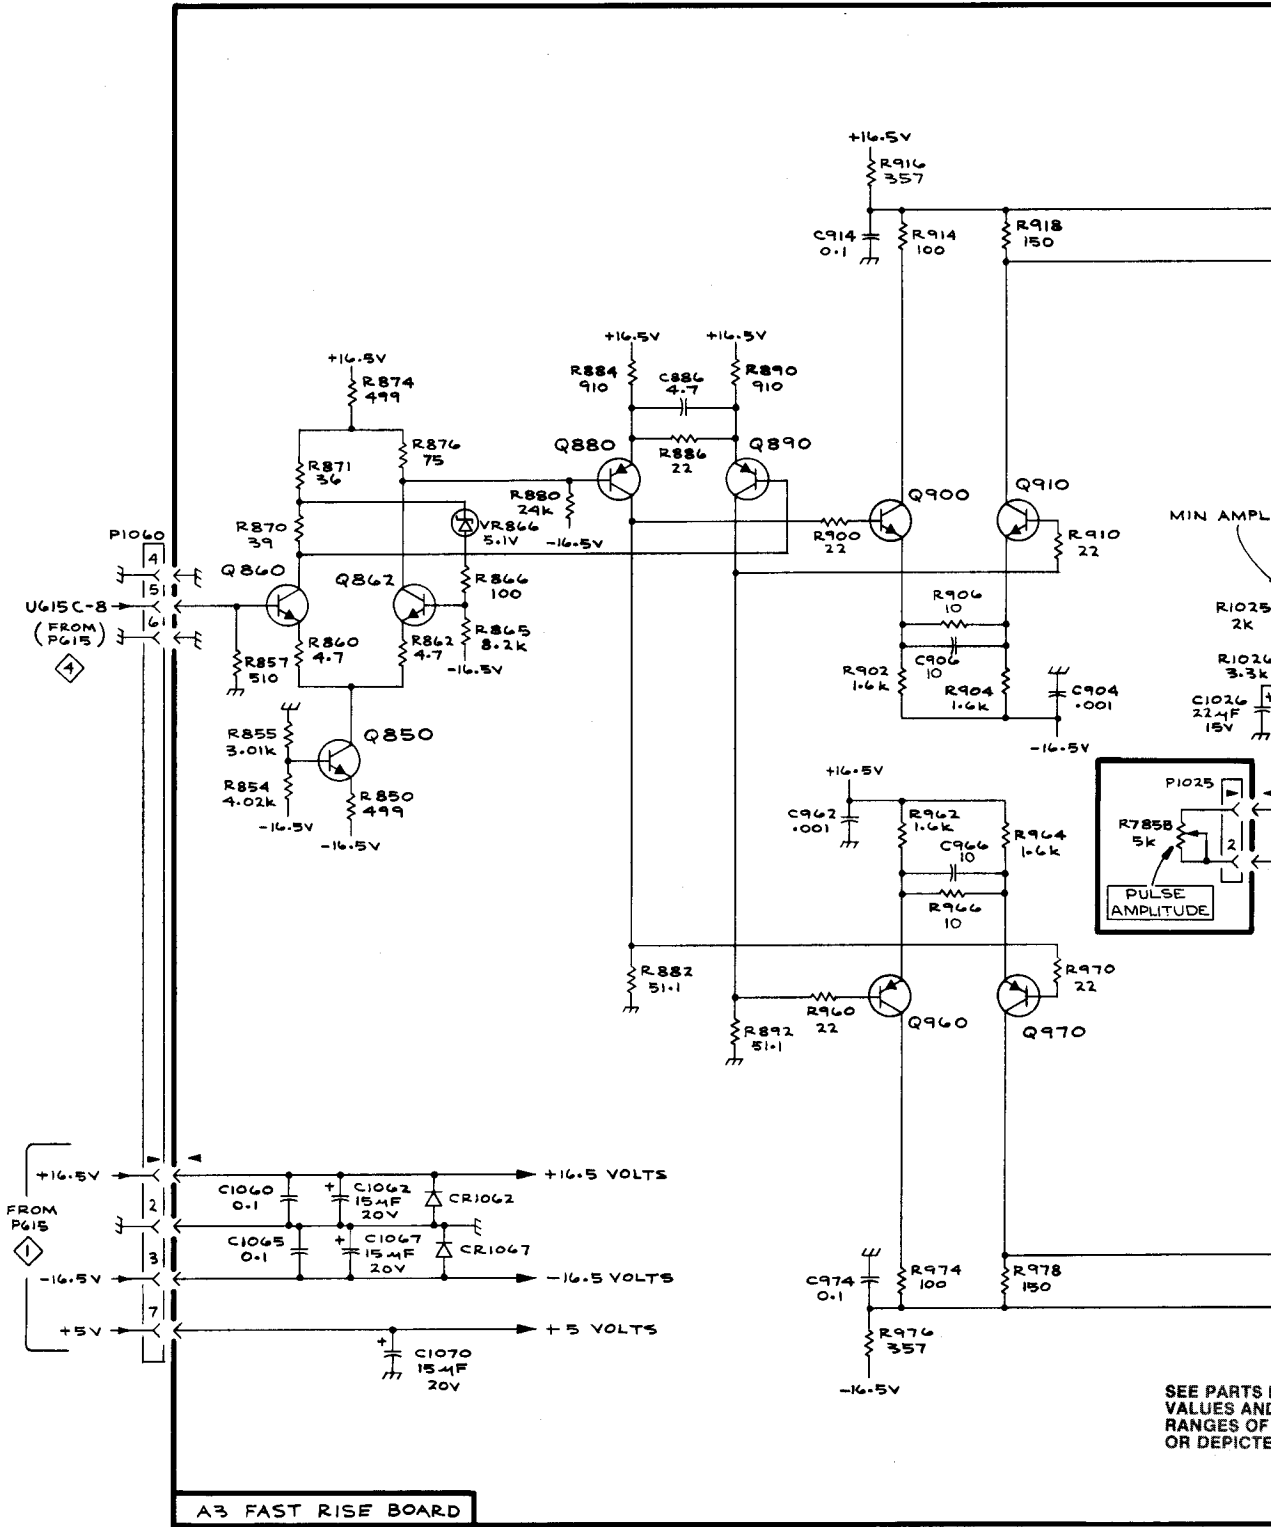 +16.5V
R916
357
C914
0.1
R914
100
R918
150
+16.5V
R874
499
+16.5V
R884
910
C886
4.7
+16.5V
R890
910
R871
36
R876
75
Q880
R886
22
Q890
R880
24K
-16.5V
Q900
Q910
R870
39
VR866
5.1V
R900
22
R910
22
MIN AMPL
P1060
4
5
6
Q860
Q862
R866
100
U615C-8
(FROM
P615)
4
R857
510
R860
4.7
R862
4.7
R865
8.2K
-16.5V
R906
10
C906
10
R902
1.6K
R904
1.6K
C904
.001
-16.5V
R1025
2K
R1026
3.3K
C1026
22µF
15V
+
R855
3.01K
Q850
R854
4.02K
-16.5V
R850
499
-16.5V
+16.5V
C962
.001
R962
1.6K
C966
10
R964
1.6K
R966
10
P1025
R785B
5K
2
PULSE
AMPLITUDE
R882
51.1
R892
51.1
R960
22
Q960
R970
22
Q970
FROM
P615
1
+16.5V
2
3
-16.5V
7
+5V
C1060
0.1
+
C1062
15µF
20V
CR1062
+16.5 VOLTS
C1065
0.1
+
C1067
15µF
20V
CR1067
-16.5 VOLTS
+
C1070
15µF
20V
+5 VOLTS
C974
0.1
R974
100
R978
150
R976
357
-16.5V
SEE PARTS
VALUES AND
RANGES OF
OR DEPICTE
A3 FAST RISE BOARD